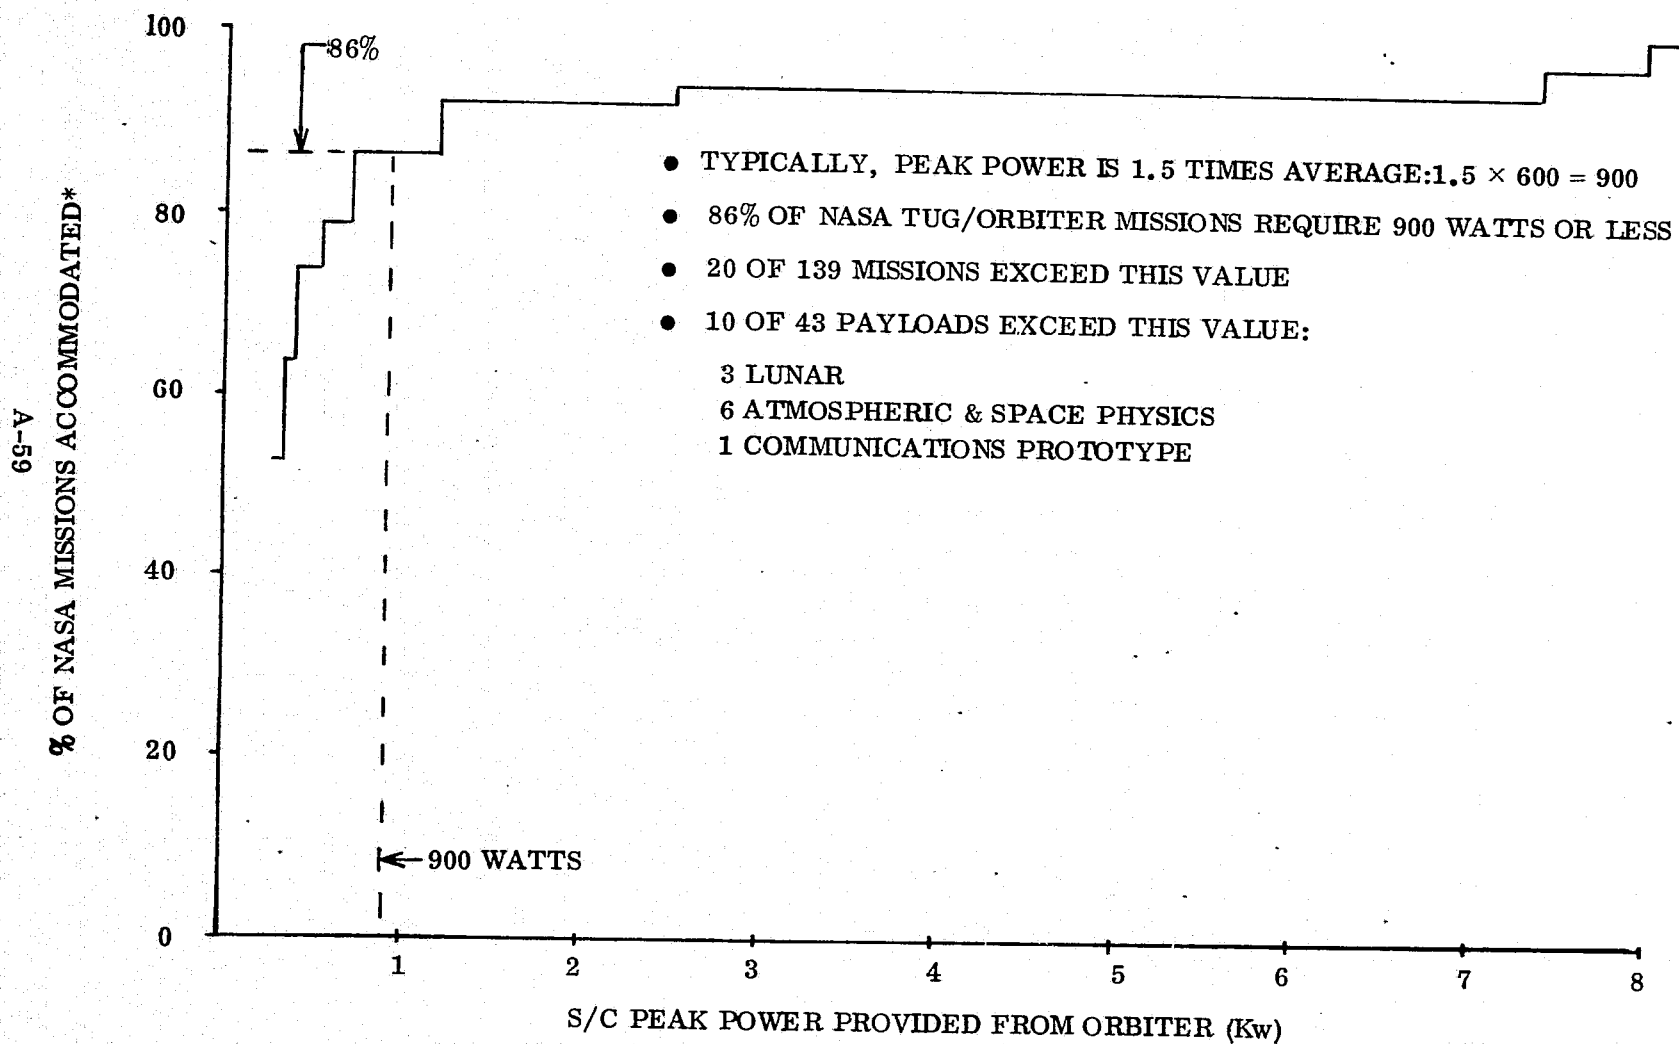 100
86%
● TYPICALLY, PEAK POWER IS 1.5 TIMES AVERAGE:1.5 × 600 = 900
80
● 86% OF NASA TUG/ORBITER MISSIONS REQUIRE 900 WATTS OR LESS
● 20 OF 139 MISSIONS EXCEED THIS VALUE
● 10 OF 43 PAYLOADS EXCEED THIS VALUE:
3 LUNAR
60
6 ATMOSPHERIC & SPACE PHYSICS
1 COMMUNICATIONS PROTOTYPE
A-59
% OF NASA MISSIONS ACCOMMODATED*
40
20
900 WATTS
0
1 2 3 4 5 6 7 8
S/C PEAK POWER PROVIDED FROM ORBITER (Kw)